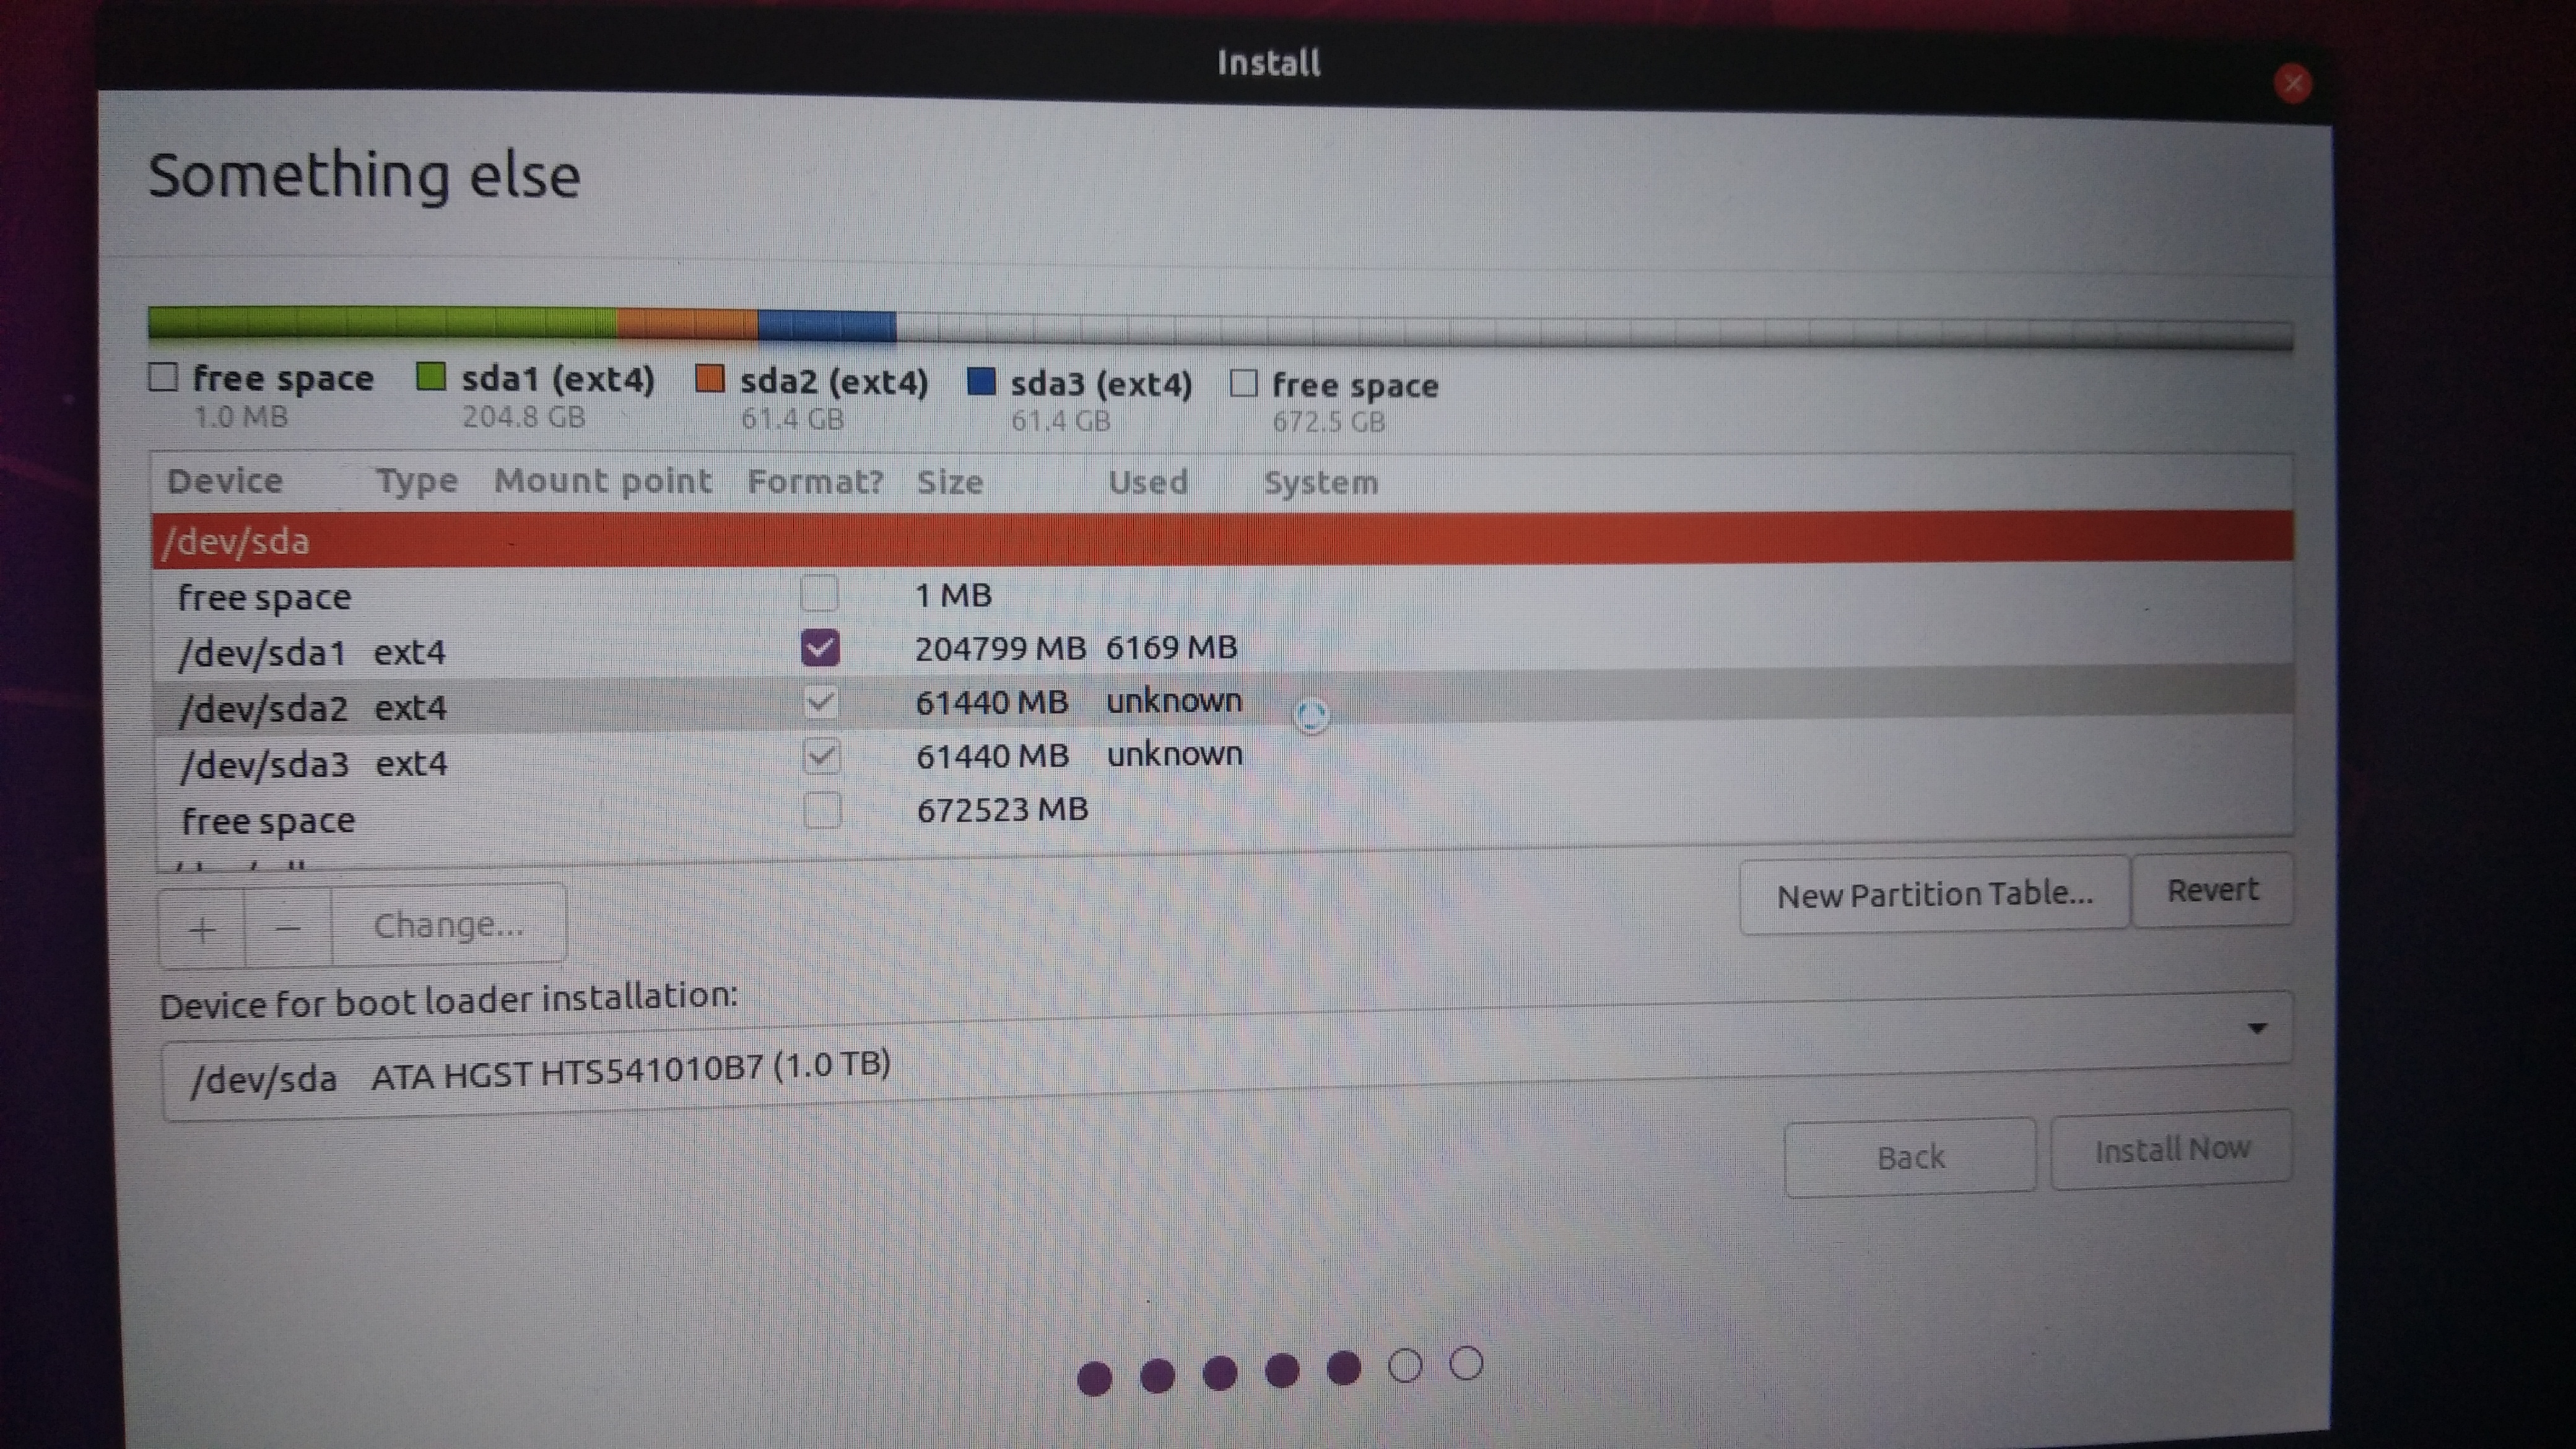 Install
Something else
free space sda1 (ext4) sda2 (ext4) sda3 (ext4) free space
1.0 MB 204.8 GB 61.4 GB 61.4 GB 672.5 GB
Device Type Mount point Format? Size Used System
/dev/sda
free space 1 MB
/dev/sda1 ext4 204799 MB 6169 MB
/dev/sda2 ext4 61440 MB unknown
/dev/sda3 ext4 61440 MB unknown
free space 672523 MB
+ − Change... New Partition Table... Revert
Device for boot loader installation:
/dev/sda ATA HGST HTS541010B7 (1.0 TB)
Back Install Now